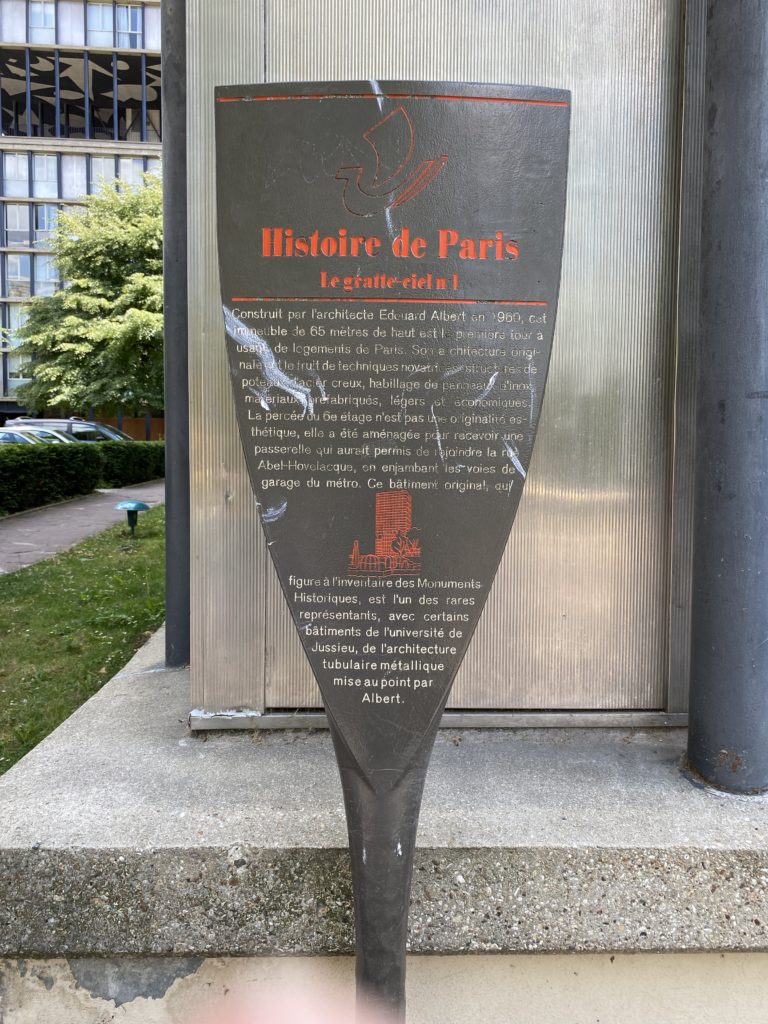 Histoire de Paris
Le gratte-ciel n 1
Construit par l'architecte Edouard Albert en 1960, cet
immeuble de 65 mètres de haut est la première tour à
usage de logements de Paris. Son architecture origi-
nale est le fruit de techniques novatrices: structures de
poteaux d'acier creux, habillage de panneaux d'inox,
matériaux préfabriqués, légers et économiques.
La percée du 6e étage n'est pas une originalité es-
thétique, elle a été aménagée pour recevoir une
passerelle qui aurait permis de rejoindre la rue
Abel-Hovelacque, en enjambant les voies de
garage du métro. Ce bâtiment original, qui
figure à l'inventaire des Monuments
Historiques, est l'un des rares
représentants, avec certains
bâtiments de l'université de
Jussieu, de l'architecture
tubulaire métallique
mise au point par
Albert.